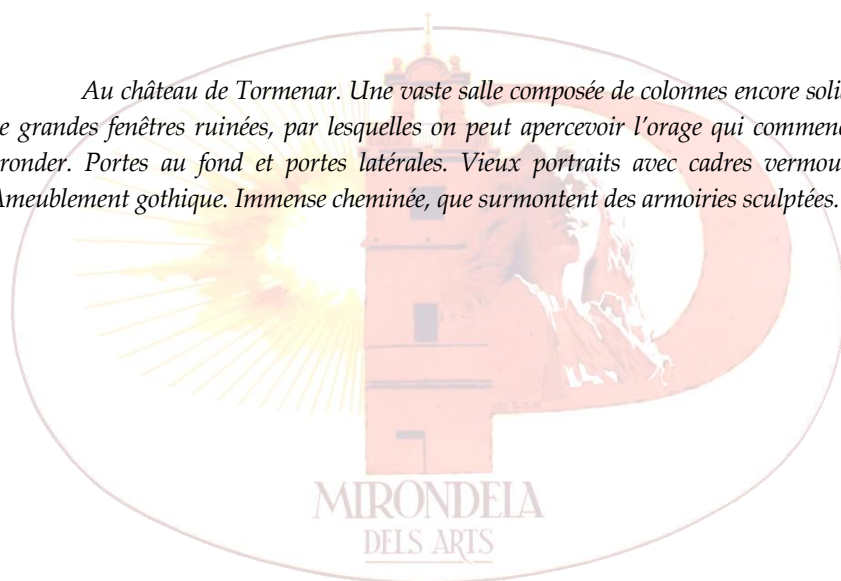 Au château de Tormenar. Une vaste salle composée de colonnes encore
grandes fenêtres ruinées, par lesquelles on peut apercevoir l’orage qui
Portes au fond et portes latérales. Vieux portraits avec cadres
Ameublement gothique. Immense cheminée, que surmontent des armoiries sculptées.
MIRONDELA
DELS ARTS